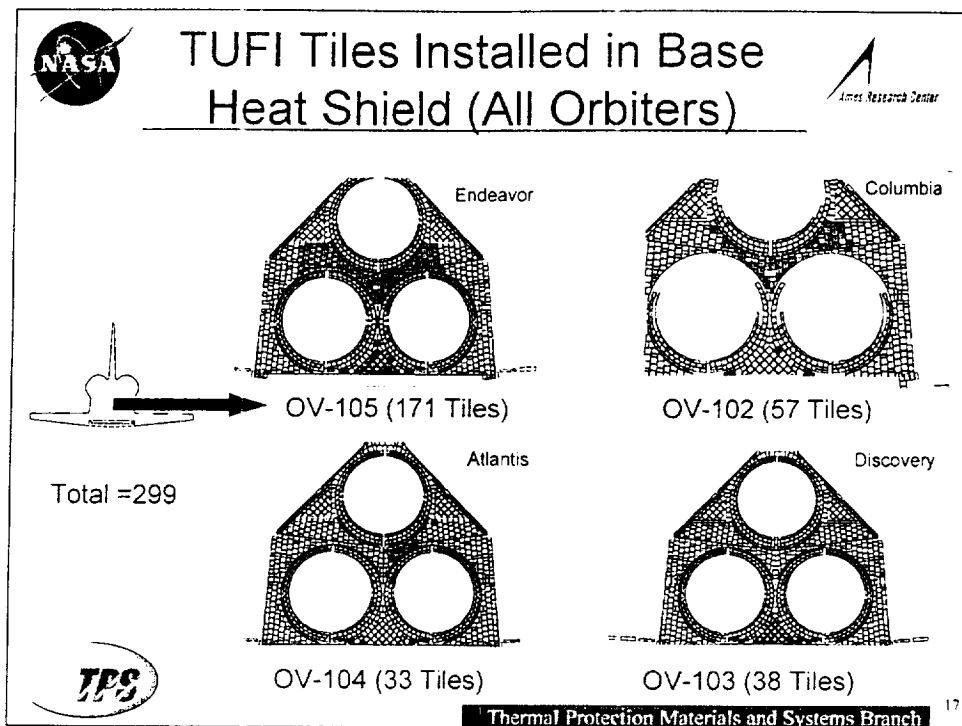 NASA
TUFI Tiles Installed in Base
Heat Shield (All Orbiters)
Ames Research Center
Endeavor
Columbia
OV-105 (171 Tiles)
OV-102 (57 Tiles)
Total =299
Atlantis
Discovery
OV-104 (33 Tiles)
OV-103 (38 Tiles)
TPS
Thermal Protection Materials and Systems Branch
17